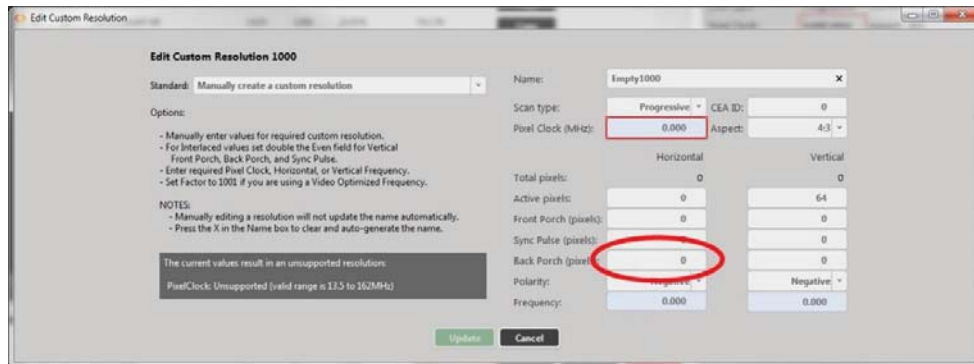 Edit Custom Resolution
Edit Custom Resolution 1000
Standard: Manually create a custom resolution
Options:
- Manually enter values for required custom resolution.
- For Interlaced values set double the Even field for Vertical
Front Porch, Back Porch, and Sync Pulse.
- Enter required Pixel Clock, Horizontal, or Vertical Frequency.
- Set Factor to 1001 if you are using a Video Optimized Frequency.
NOTES:
- Manually editing a resolution will not update the name automatically.
- Press the X in the Name box to clear and auto-generate the name.
The current values result in an unsupported resolution:
PixelClock: Unsupported (valid range is 13.5 to 162MHz)
Name: Empty1000 x
Scan type: Progressive CEA ID: 0
Pixel Clock (MHz): 0.000 Aspect: 4:3
Horizontal Vertical
Total pixels: 0 0
Active pixels: 0 64
Front Porch (pixels): 0 0
Sync Pulse (pixels): 0 0
Back Porch (pixels): 0 0
Polarity: Negative Negative
Frequency: 0.000 0.000
Update Cancel